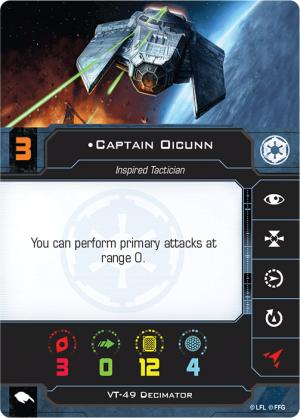 3
•Captain Oicunn
Inspired Tactician
You can perform primary attacks at
range 0.
3 0 12 4
VT-49 Decimator
© LFL © FFG